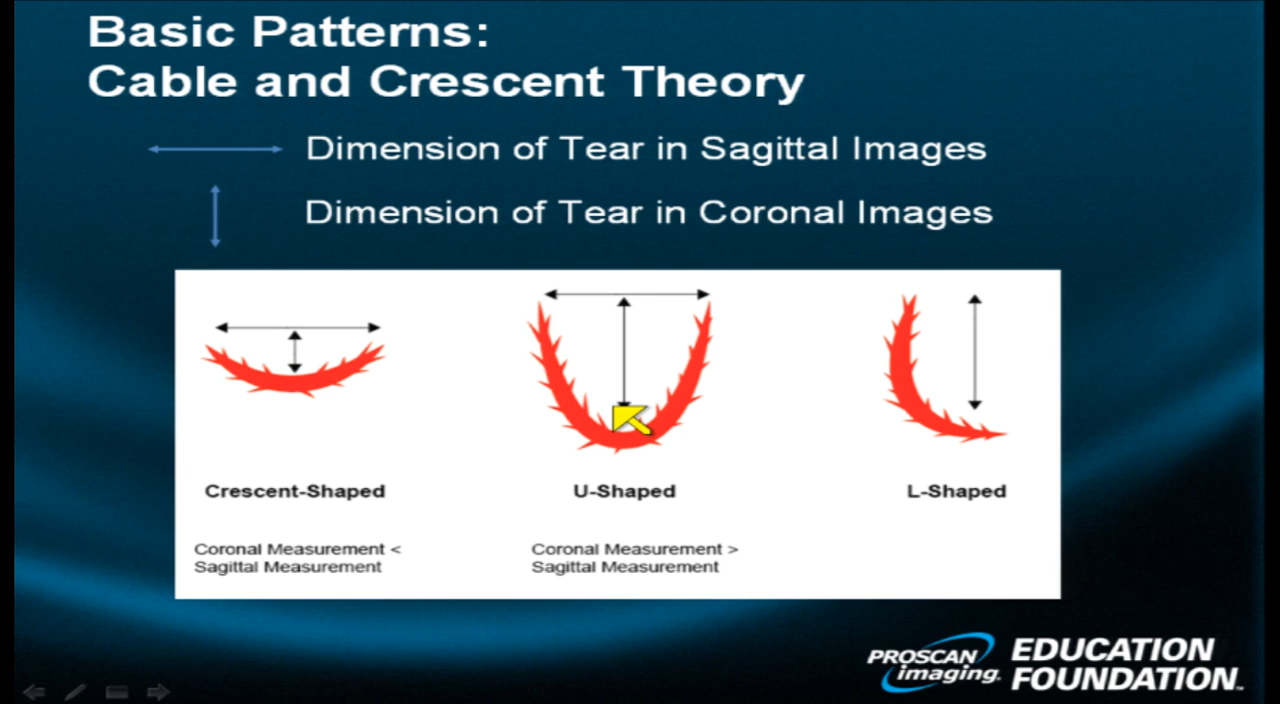 Basic Patterns:
Cable and Crescent Theory
Dimension of Tear in Sagittal Images
Dimension of Tear in Coronal Images
Crescent-Shaped
U-Shaped
L-Shaped
Coronal Measurement <
Sagittal Measurement
Coronal Measurement >
Sagittal Measurement
PROSCAN
imaging.
EDUCATION
FOUNDATION